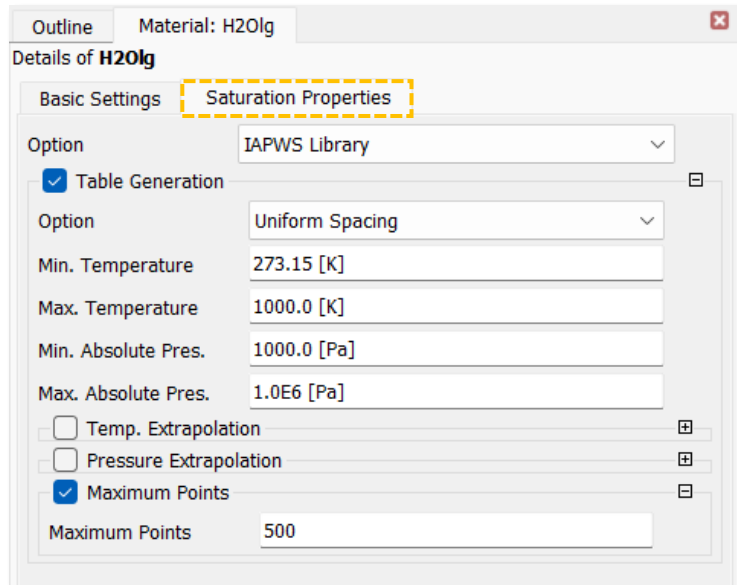 Outline Material: H2Olg
Details of H2Olg
Basic Settings Saturation Properties
Option IAPWS Library
Table Generation
Option Uniform Spacing
Min. Temperature 273.15 [K]
Max. Temperature 1000.0 [K]
Min. Absolute Pres. 1000.0 [Pa]
Max. Absolute Pres. 1.0E6 [Pa]
Temp. Extrapolation
Pressure Extrapolation
Maximum Points
Maximum Points 500